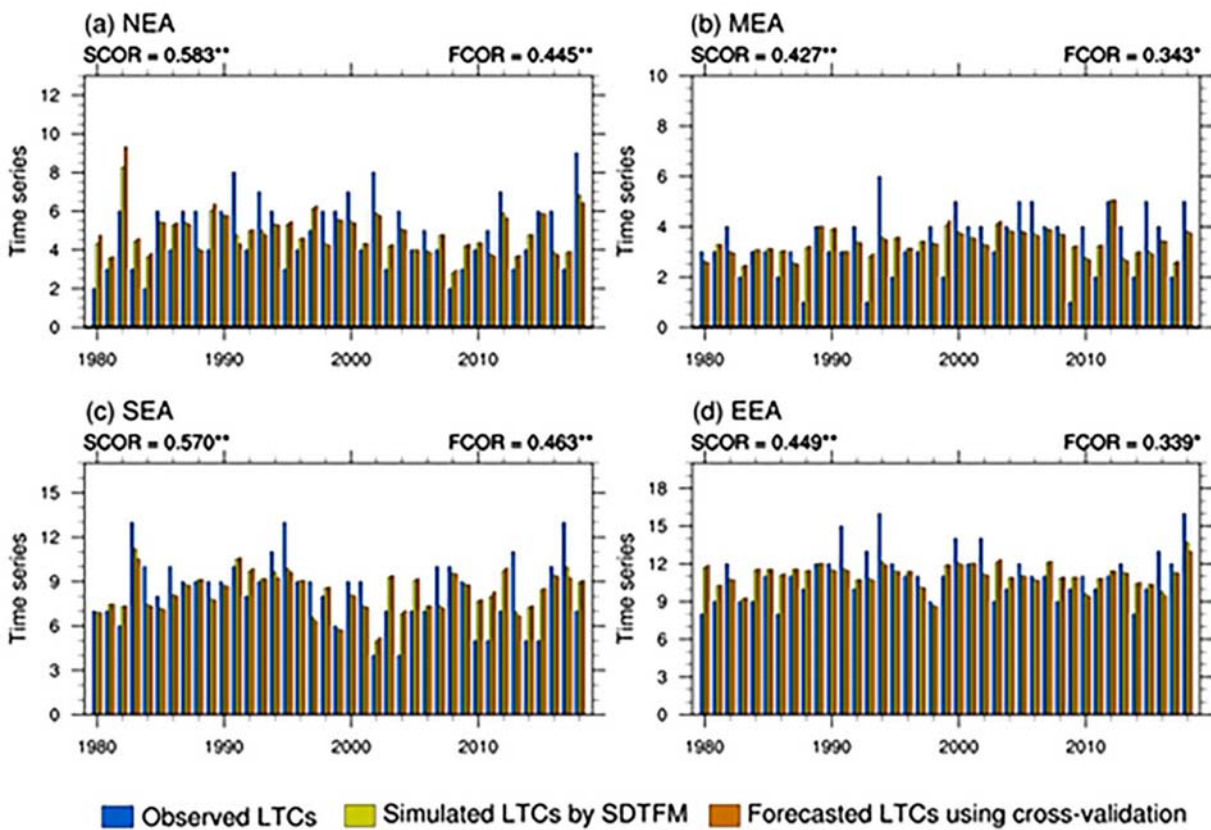 (a) NEA
SCOR = 0.583** FCOR = 0.445**
Time series
12
10
8
6
4
2
0
1980 1990 2000 2010
(b) MEA
SCOR = 0.427** FCOR = 0.343*
Time series
10
8
6
4
2
0
1980 1990 2000 2010
(c) SEA
SCOR = 0.570** FCOR = 0.463**
Time series
15
12
9
6
3
0
1980 1990 2000 2010
(d) EEA
SCOR = 0.449** FCOR = 0.339*
Time series
18
15
12
9
6
3
0
1980 1990 2000 2010
Observed LTCs Simulated LTCs by SDTFM Forecasted LTCs using cross-validation